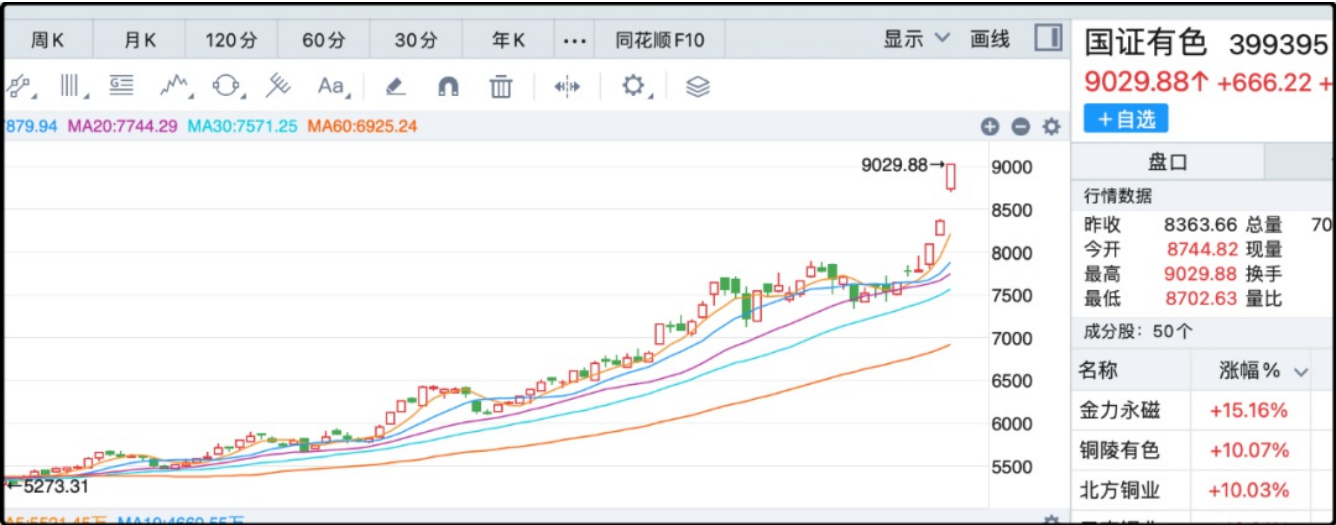 周K 月K 120分 60分 30分 年K ··· 同花顺F10 显示 画线
Aa
7879.94 MA20:7744.29 MA30:7571.25 MA60:6925.24
9029.88→
9000
8500
8000
7500
7000
6500
6000
5500
←5273.31
国证有色 399395
9029.88↑ +666.22 +
+自选
盘口
行情数据
昨收 8363.66 总量 70
今开 8744.82 现量
最高 9029.88 换手
最低 8702.63 量比
成分股：50个
名称 涨幅%
金力永磁 +15.16%
铜陵有色 +10.07%
北方铜业 +10.03%